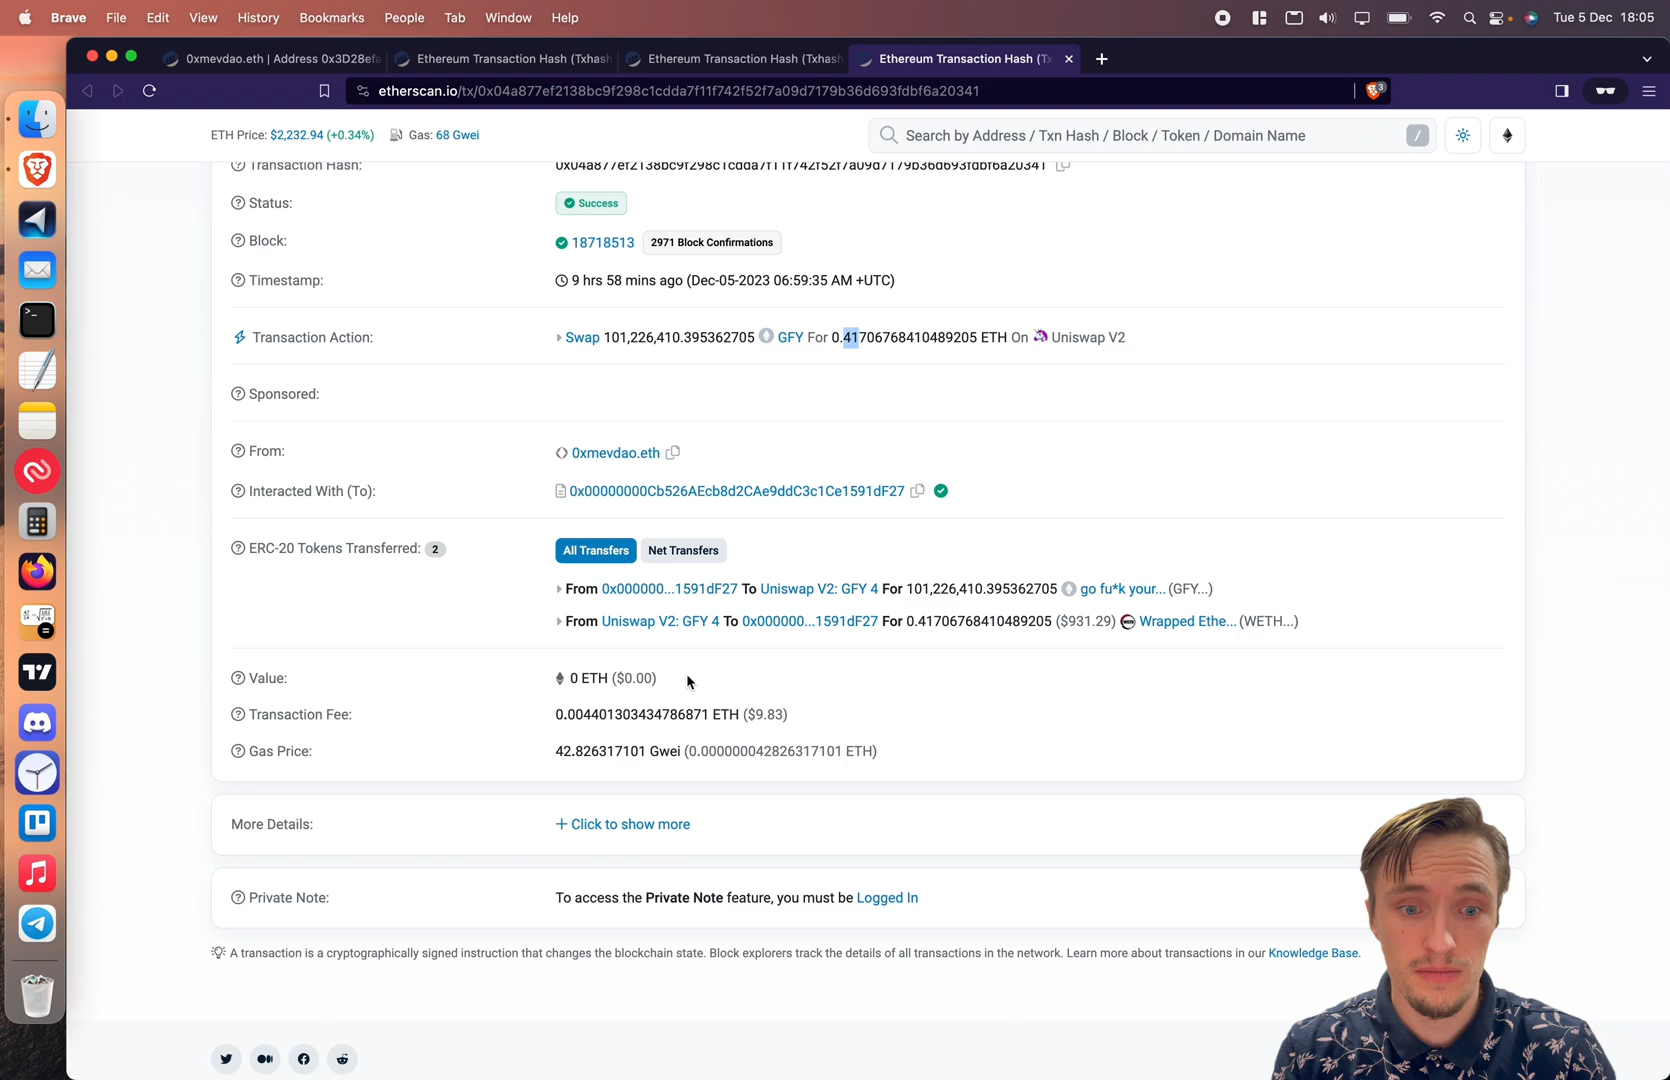 Brave File Edit View History Bookmarks People Tab Window Help Tue 5 Dec 18:05
0xmevdao.eth | Address 0x3D28efa Ethereum Transaction Hash (Txhash Ethereum Transaction Hash (Txhash Ethereum Transaction Hash (Tx
etherscan.io/tx/0x04a877ef2138bc9f298c1cdda7f11f742f52f7a09d7179b36d693fdbf6a20341 3
ETH Price: $2,232.94 (+0.34%) Gas: 68 Gwei Search by Address / Txn Hash / Block / Token / Domain Name /
Transaction Hash: 0x04a877ef2138bc9f298c1cdda7f11f742f52f7a09d7179b36d693fdbf6a20341
Status: Success
Block: 18718513 2971 Block Confirmations
Timestamp: 9 hrs 58 mins ago (Dec-05-2023 06:59:35 AM +UTC)
Transaction Action: Swap 101,226,410.395362705 GFY For 0.41706768410489205 ETH On Uniswap V2
Sponsored:
From: 0xmevdao.eth
Interacted With (To): 0x00000000Cb526AEcb8d2CAe9ddC3c1Ce1591dF27
ERC-20 Tokens Transferred: 2 All Transfers Net Transfers
From 0x000000...1591dF27 To Uniswap V2: GFY 4 For 101,226,410.395362705 go fu*k your... (GFY...)
From Uniswap V2: GFY 4 To 0x000000...1591dF27 For 0.41706768410489205 ($931.29) Wrapped Ethe... (WETH...)
Value: 0 ETH ($0.00)
Transaction Fee: 0.004401303434786871 ETH ($9.83)
Gas Price: 42.826317101 Gwei (0.000000042826317101 ETH)
More Details: + Click to show more
Private Note: To access the Private Note feature, you must be Logged In
A transaction is a cryptographically signed instruction that changes the blockchain state. Block explorers track the details of all transactions in the network. Learn more about transactions in our Knowledge Base.